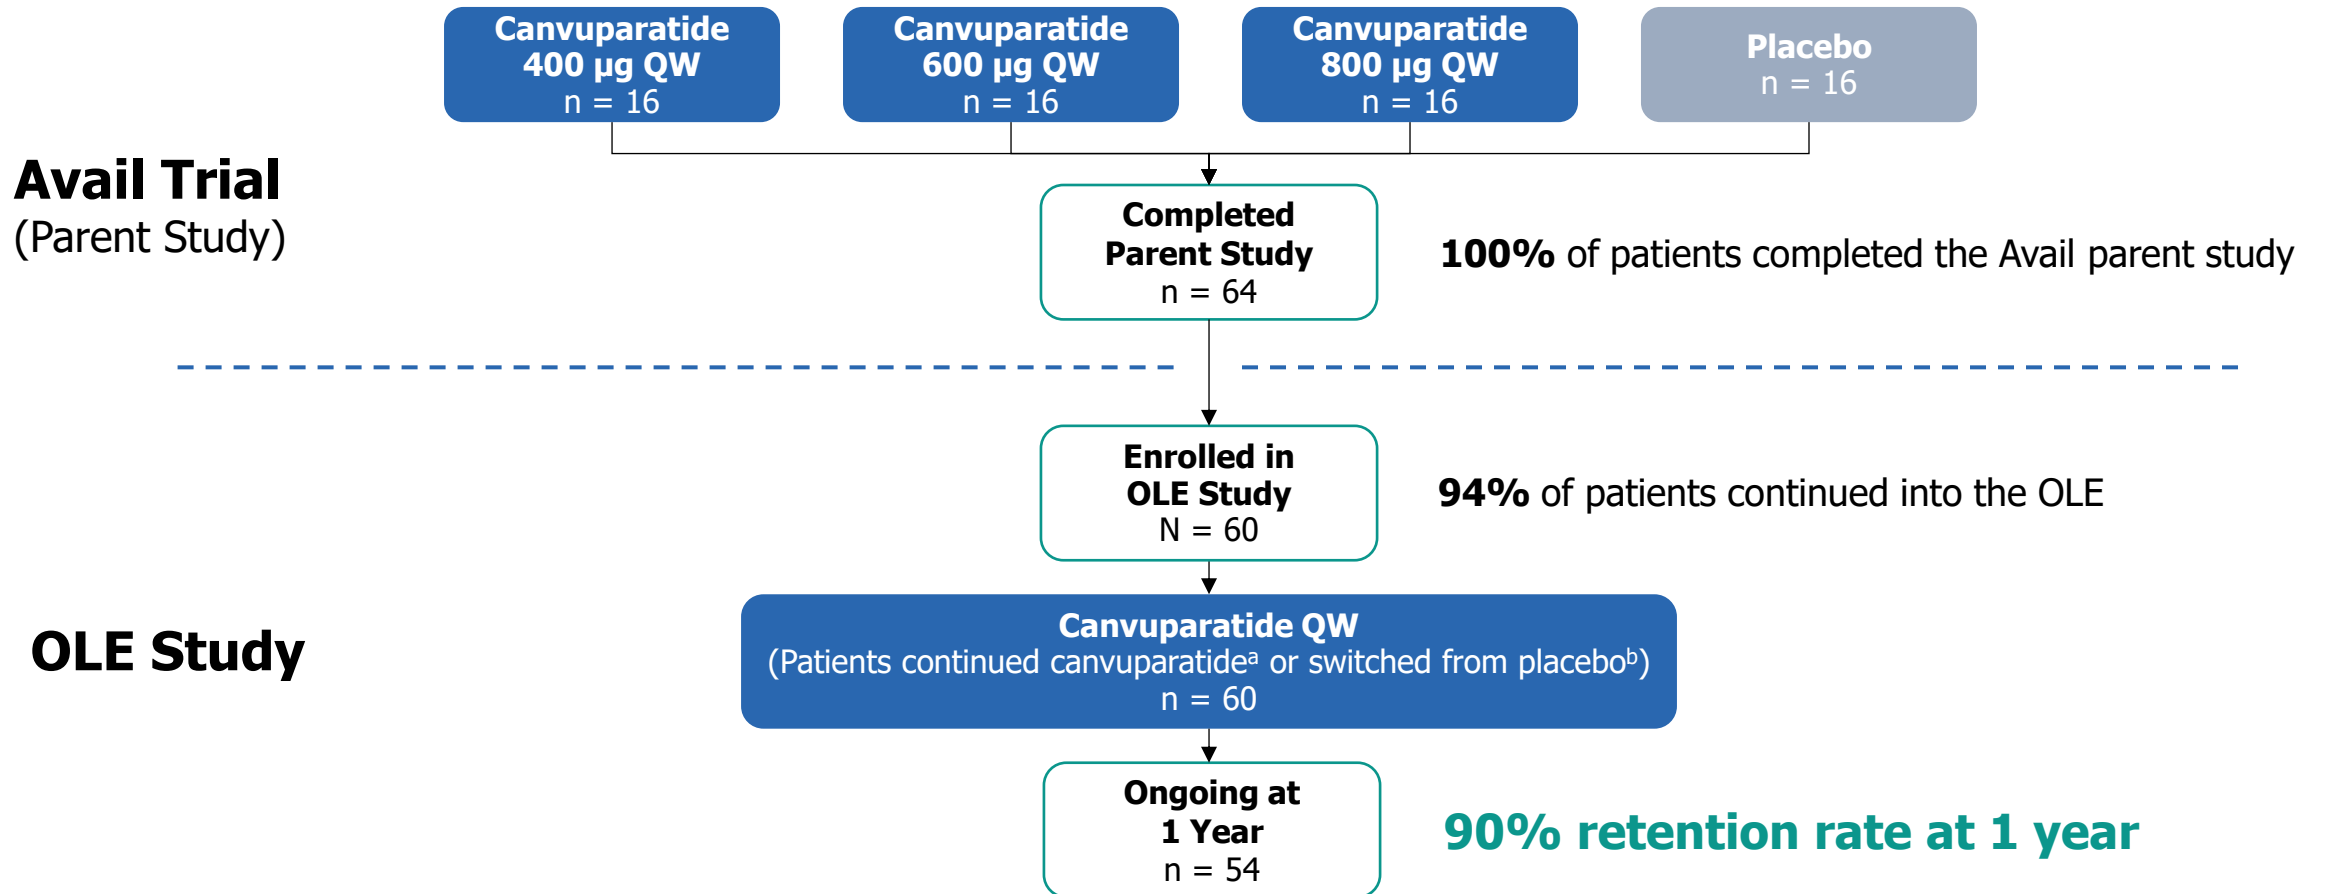 Canvuparatide
400 µg QW
n = 16
Canvuparatide
600 µg QW
n = 16
Canvuparatide
800 µg QW
n = 16
Placebo
n = 16
Avail Trial
(Parent Study)
Completed
Parent Study
n = 64
100% of patients completed the Avail parent study
Enrolled in
OLE Study
N = 60
94% of patients continued into the OLE
OLE Study
Canvuparatide QW
(Patients continued canvuparatideᵃ or switched from placeboᵇ)
n = 60
Ongoing at
1 Year
n = 54
90% retention rate at 1 year